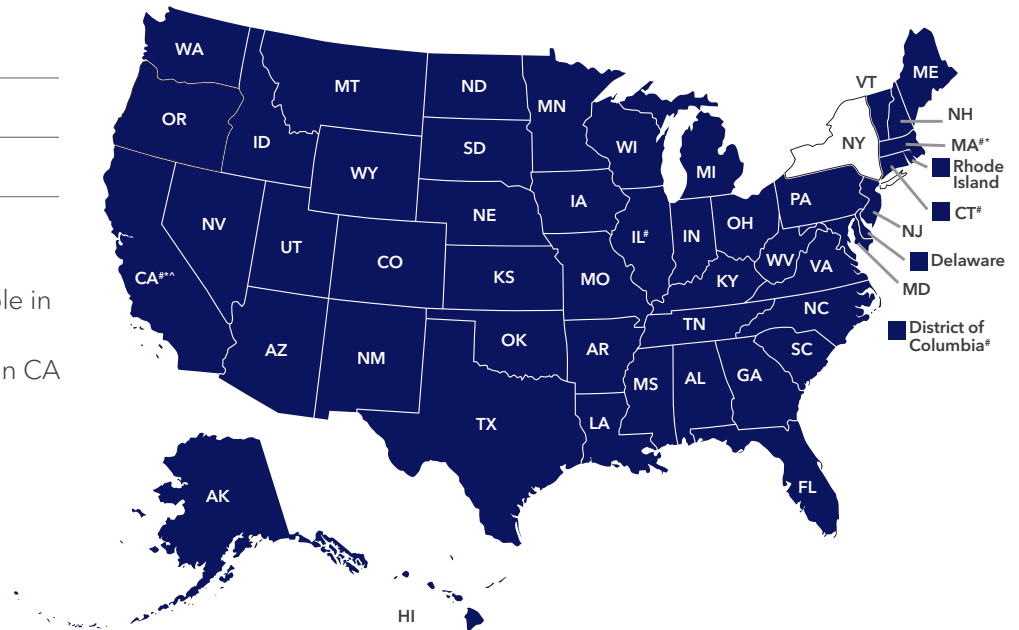 WA
MT
ND
MN
VT
ME
OR
ID
SD
WI
MI
NY
NH
MA#*
Rhode
Island
WY
IA
PA
CT#
NV
NE
IL#
IN
OH
NJ
UT
CO
KS
MO
WV
VA
Delaware
CA#*^
KY
MD
le in
NC
TN
District of
Columbia#
AZ
NM
OK
AR
SC
n CA
MS
AL
GA
TX
LA
FL
AK
HI